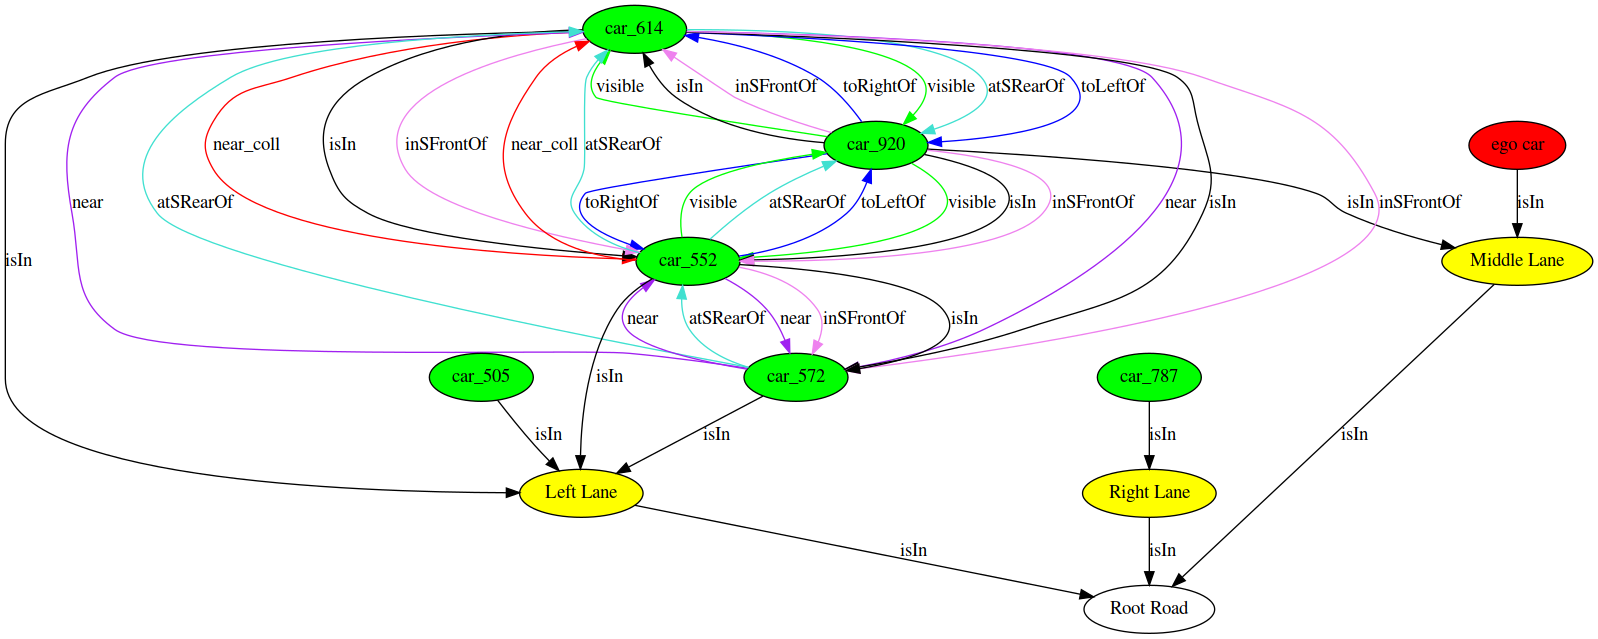 car_614
visible
isIn
inSFrontOf
toRightOf
visible
atSRearOf
toLeftOf
near_coll
isIn
inSFrontOf
near_coll
atSRearOf
car_920
ego car
near
atSRearOf
toRightOf
visible
atSRearOf
toLeftOf
visible
isIn
inSFrontOf
near
isIn
isIn
inSFrontOf
isIn
isIn
car_552
Middle Lane
near
atSRearOf
near
inSFrontOf
isIn
car_505
isIn
car_572
car_787
isIn
isIn
isIn
isIn
Left Lane
Right Lane
isIn
isIn
Root Road